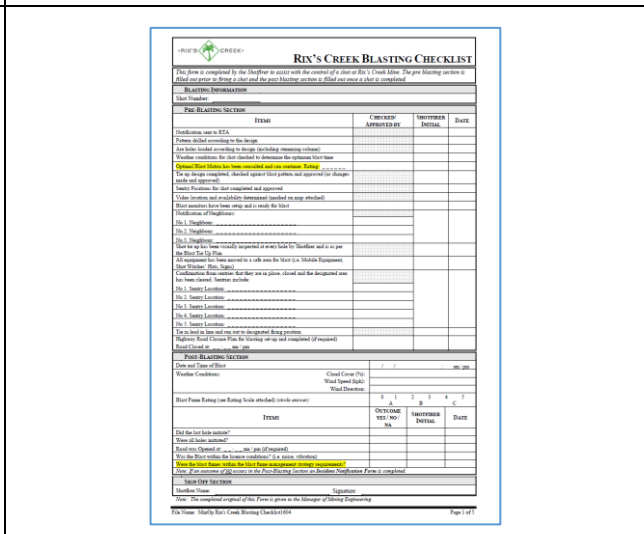 RIX'S CREEK
RIX'S CREEK BLASTING CHECKLIST
This form is completed by the Shotfirer to assist with the control of a shot at Rix's Creek Mine. The pre blasting section is
filled out prior to firing a shot and the post blasting section is filled out once a shot is completed
BLASTING INFORMATION
Shot Number:
PRE-BLASTING SECTION
ITEMS
CHECKED/
APPROVED BY
SHOTFIRER
INITIAL
DATE
Notification sent to RTA
Pattern drilled according to the design
Are holes loaded according to design (including stemming column)
Weather conditions for shot checked to determine the optimum blast time
Optimal Blast Matrix has been consulted and can continue. Rating: _ _ _ _ _ _
Tie up design completed, checked against blast pattern and approved (or changes
made and approved)
Sentry Positions for shot completed and approved
Video location and availability determined (marked on map attached)
Blast monitors have been setup and is ready for blast
Notification of Neighbours:
No 1. Neighbour:
No 2. Neighbour:
No 3. Neighbour:
Shot tie up has been visually inspected at every hole by Shotfirer and is as per
the Blast Tie Up Plan
All equipment has been moved to a safe area for blast (i.e. Mobile Equipment,
Shot Watches' Huts, Signs)
Confirmation from sentries that they are in place, closed and the designated area
has been cleared. Sentries include:
No 1. Sentry Location:
No 2. Sentry Location:
No 3. Sentry Location:
No 4. Sentry Location:
No 5. Sentry Location:
Tie in lead in line and run out to designated firing position
Highway Road Closure Plan for blasting set-up and completed (if required)
Road Closed at: _ _ : _ _ am / pm
POST-BLASTING SECTION
Date and Time of Blast / / : am / pm
Weather Conditions: Cloud Cover (%):
Wind Speed (kph):
Wind Direction:
Blast Fume Rating (see Rating Scale attached) (circle answer) 0 1 2 3 4 5
A B C
ITEMS
OUTCOME
YES / NO /
NA
SHOTFIRER
INITIAL
DATE
Did the last hole initiate?
Were all holes initiated?
Road was Opened at: _ _ : _ _ am / pm (if required)
Was the Blast within the licence conditions? (i.e. noise, vibration)
Were the blast fumes within the blast fume management strategy requirements?
Note: If an outcome of NO occurs in the Post-Blasting Section an Incident Notification Form is completed.
SIGN OFF SECTION
Shotfirer Name: Signature:
Note: The completed original of this Form is given to the Manager of Mining Engineering
File Name: MinOp Rix's Creek Blasting Checklist1604 Page 1 of 5